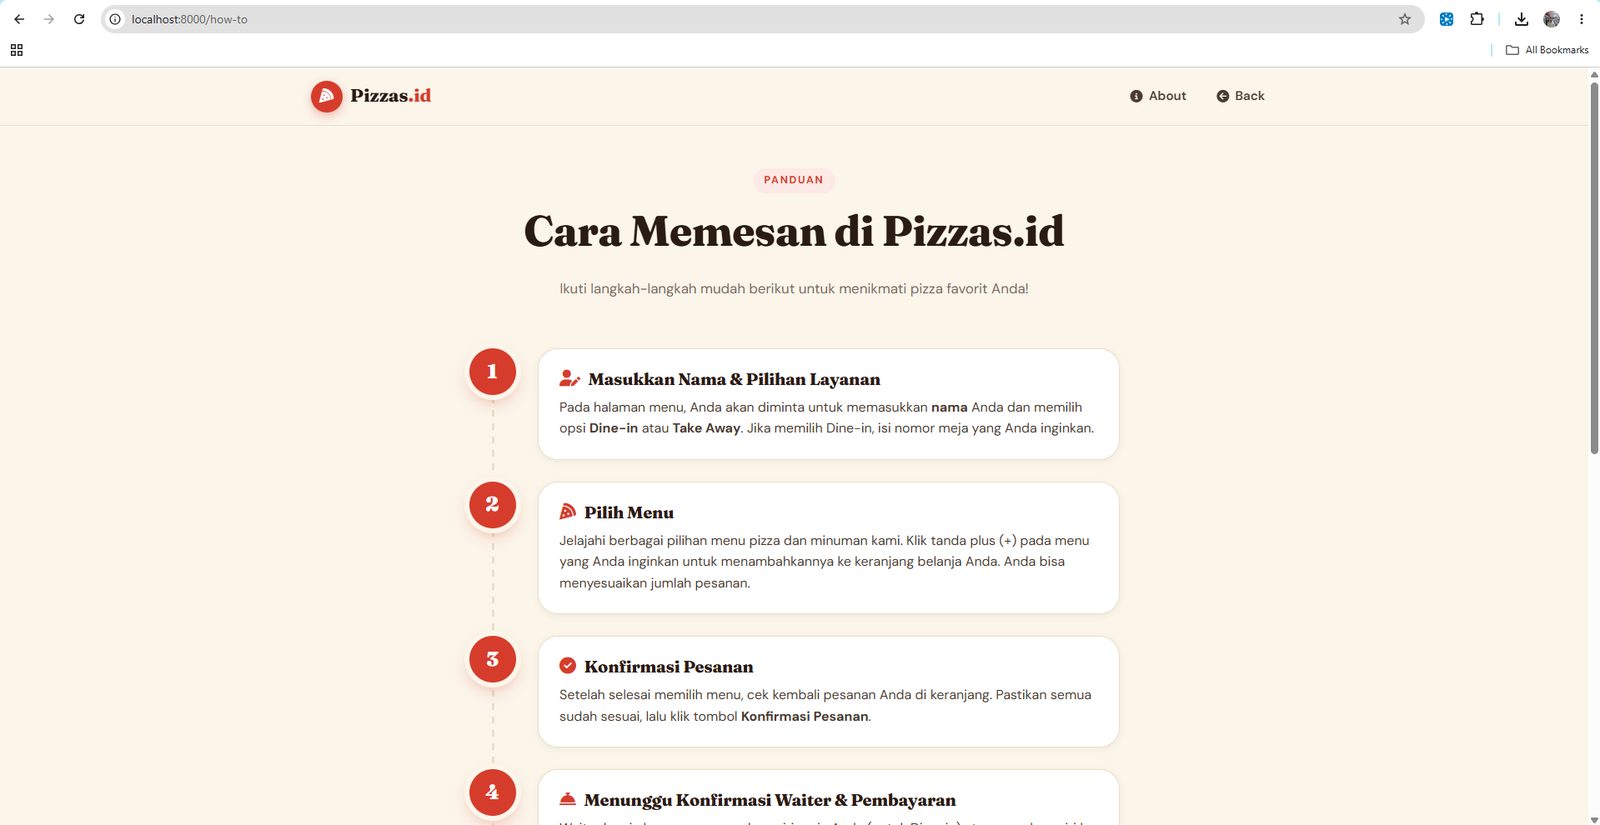 localhost:8000/how-to
All Bookmarks
Pizzas.id
About
Back
PANDUAN
Cara Memesan di Pizzas.id
Ikuti langkah-langkah mudah berikut untuk menikmati pizza favorit Anda!
1
Masukkan Nama & Pilihan Layanan
Pada halaman menu, Anda akan diminta untuk memasukkan nama Anda dan memilih
opsi Dine-in atau Take Away. Jika memilih Dine-in, isi nomor meja yang Anda inginkan.
2
Pilih Menu
Jelajahi berbagai pilihan menu pizza dan minuman kami. Klik tanda plus (+) pada menu
yang Anda inginkan untuk menambahkannya ke keranjang belanja Anda. Anda bisa
menyesuaikan jumlah pesanan.
3
Konfirmasi Pesanan
Setelah selesai memilih menu, cek kembali pesanan Anda di keranjang. Pastikan semua
sudah sesuai, lalu klik tombol Konfirmasi Pesanan.
4
Menunggu Konfirmasi Waiter & Pembayaran